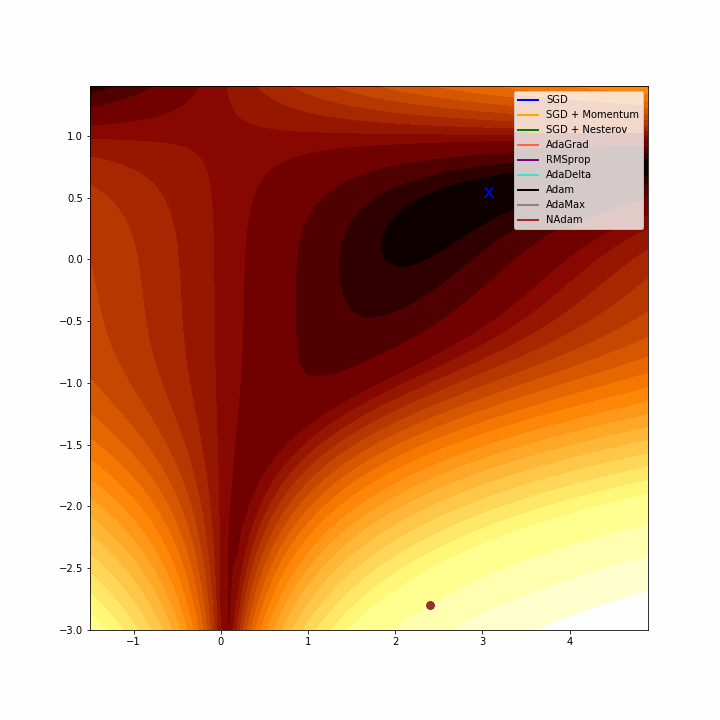 SGD
SGD + Momentum
SGD + Nesterov
AdaGrad
RMSprop
AdaDelta
Adam
AdaMax
NAdam
X
1.0
0.5
0.0
−0.5
−1.0
−1.5
−2.0
−2.5
−3.0
−1 0 1 2 3 4